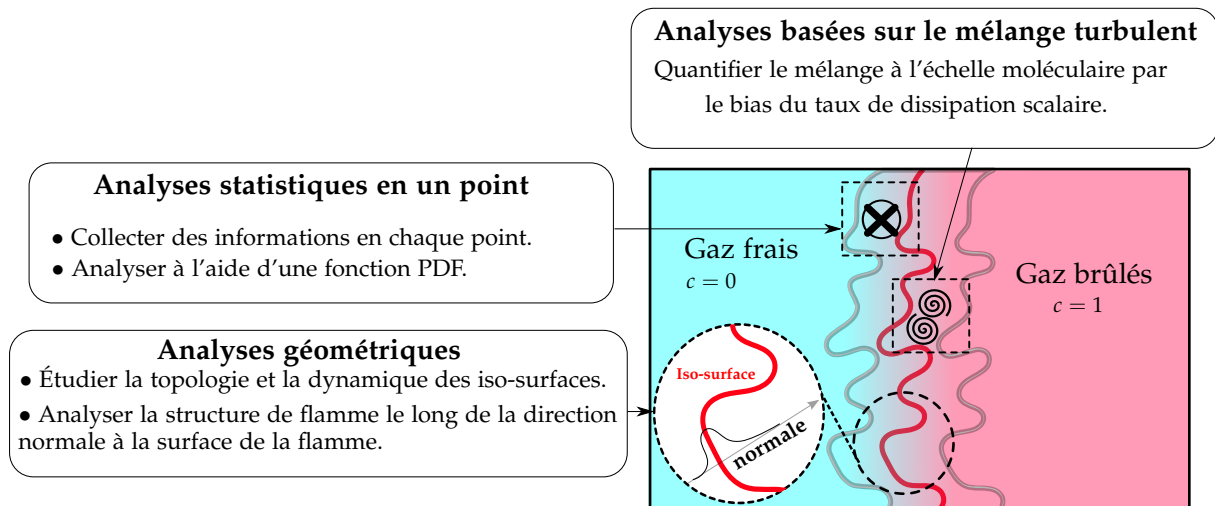 Analyses basées sur le mélange turbulent
Quantifier le mélange à l'échelle moléculaire par
le bias du taux de dissipation scalaire.
Analyses statistiques en un point
• Collecter des informations en chaque point.
• Analyser à l'aide d'une fonction PDF.
Analyses géométriques
• Étudier la topologie et la dynamique des iso-surfaces.
• Analyser la structure de flamme le long de la direction
normale à la surface de la flamme.
Gaz frais
c = 0
Gaz brûlés
c = 1
Iso-surface
normale